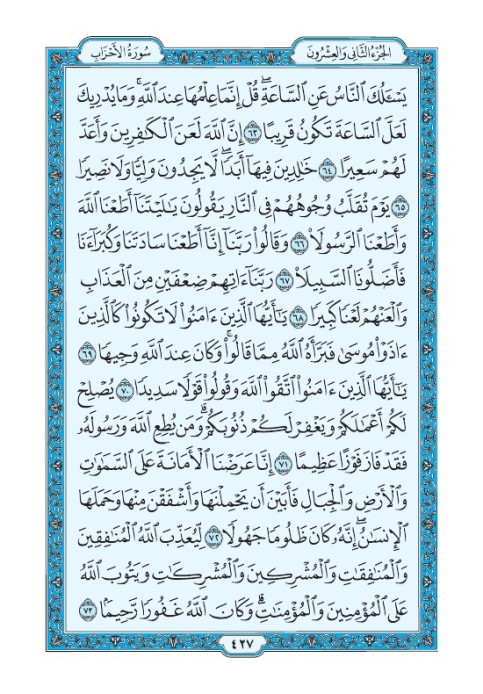 الجزء الثاني والعشرون
سورة الأحزاب
يَسْـَٔلُكَ ٱلنَّاسُ عَنِ ٱلسَّاعَةِۖ قُلْ إِنَّمَا عِلْمُهَا عِندَ ٱللَّهِۚ وَمَا يُدْرِيكَ
لَعَلَّ ٱلسَّاعَةَ تَكُونُ قَرِيبًا ٦٣ إِنَّ ٱللَّهَ لَعَنَ ٱلْكَٰفِرِينَ وَأَعَدَّ
لَهُمْ سَعِيرًا ٦٤ خَٰلِدِينَ فِيهَآ أَبَدًاۖ لَّا يَجِدُونَ وَلِيًّا وَلَا نَصِيرًا
٦٥ يَوْمَ تُقَلَّبُ وُجُوهُهُمْ فِي ٱلنَّارِ يَقُولُونَ يَٰلَيْتَنَآ أَطَعْنَا ٱللَّهَ
وَأَطَعْنَا ٱلرَّسُولَا۠ ٦٦ وَقَالُوا۟ رَبَّنَآ إِنَّآ أَطَعْنَا سَادَتَنَا وَكُبَرَآءَنَا
فَأَضَلُّونَا ٱلسَّبِيلَا۠ ٦٧ رَبَّنَآ ءَاتِهِمْ ضِعْفَيْنِ مِنَ ٱلْعَذَابِ
وَٱلْعَنْهُمْ لَعْنًا كَبِيرًا ٦٨ يَٰٓأَيُّهَا ٱلَّذِينَ ءَامَنُوا۟ لَا تَكُونُوا۟ كَٱلَّذِينَ
ءَاذَوْا۟ مُوسَىٰ فَبَرَّأَهُ ٱللَّهُ مِمَّا قَالُوا۟ۚ وَكَانَ عِندَ ٱللَّهِ وَجِيهًا ٦٩
يَٰٓأَيُّهَا ٱلَّذِينَ ءَامَنُوا۟ ٱتَّقُوا۟ ٱللَّهَ وَقُولُوا۟ قَوْلًا سَدِيدًا ٧٠ يُصْلِحْ
لَكُمْ أَعْمَٰلَكُمْ وَيَغْفِرْ لَكُمْ ذُنُوبَكُمْۗ وَمَن يُطِعِ ٱللَّهَ وَرَسُولَهُۥ
فَقَدْ فَازَ فَوْزًا عَظِيمًا ٧١ إِنَّا عَرَضْنَا ٱلْأَمَانَةَ عَلَى ٱلسَّمَٰوَٰتِ
وَٱلْأَرْضِ وَٱلْجِبَالِ فَأَبَيْنَ أَن يَحْمِلْنَهَا وَأَشْفَقْنَ مِنْهَا وَحَمَلَهَا
ٱلْإِنسَٰنُۖ إِنَّهُۥ كَانَ ظَلُومًا جَهُولًا ٧٢ لِّيُعَذِّبَ ٱللَّهُ ٱلْمُنَٰفِقِينَ
وَٱلْمُنَٰفِقَٰتِ وَٱلْمُشْرِكِينَ وَٱلْمُشْرِكَٰتِ وَيَتُوبَ ٱللَّهُ
عَلَى ٱلْمُؤْمِنِينَ وَٱلْمُؤْمِنَٰتِۗ وَكَانَ ٱللَّهُ غَفُورًا رَّحِيمًا ٧٣
٤٢٧